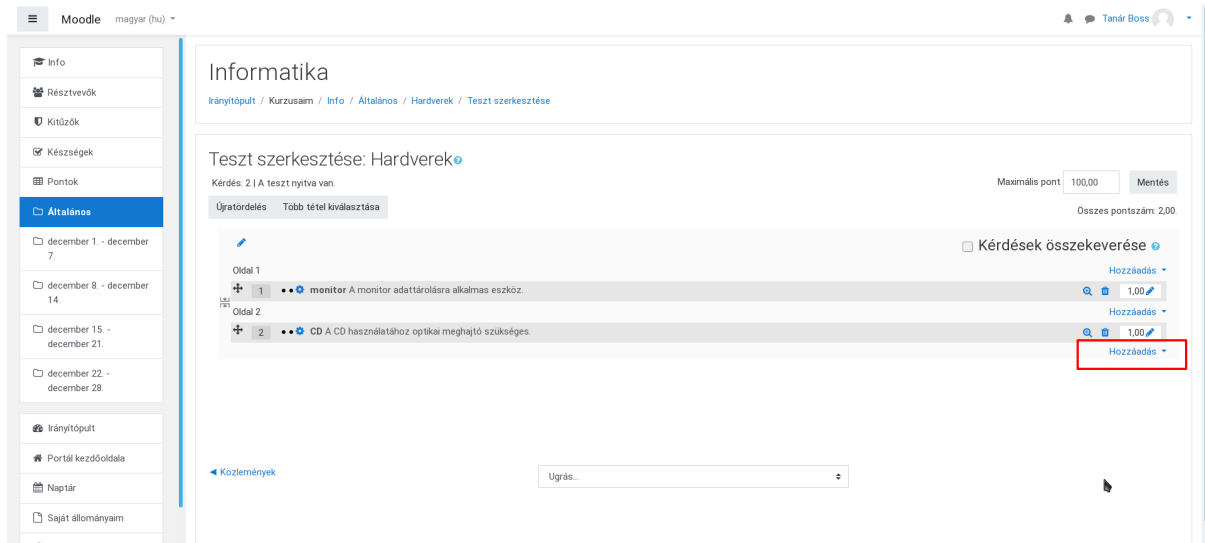 Moodle magyar (hu)
Tanár Boss
Info
Résztvevők
Kitűzők
Készségek
Pontok
Általános
december 1. - december
7.
december 8. - december
14.
december 15. -
december 21.
december 22. -
december 28.
Irányítópult
Portál kezdőoldala
Naptár
Saját állományaim
Informatika
Irányítópult / Kurzusaim / Info / Általános / Hardverek / Teszt szerkesztése
Teszt szerkesztése: Hardverek
Kérdés: 2 | A teszt nyitva van.
Maximális pont 100,00 Mentés
Újratördelés Több tétel kiválasztása
Összes pontszám: 2,00.
Kérdések összekeverése
Oldal 1 Hozzáadás
1 monitor A monitor adattárolásra alkalmas eszköz. 1,00
Oldal 2 Hozzáadás
2 CD A CD használatához optikai meghajtó szükséges. 1,00
Hozzáadás
◄ Közlemények
Ugrás...